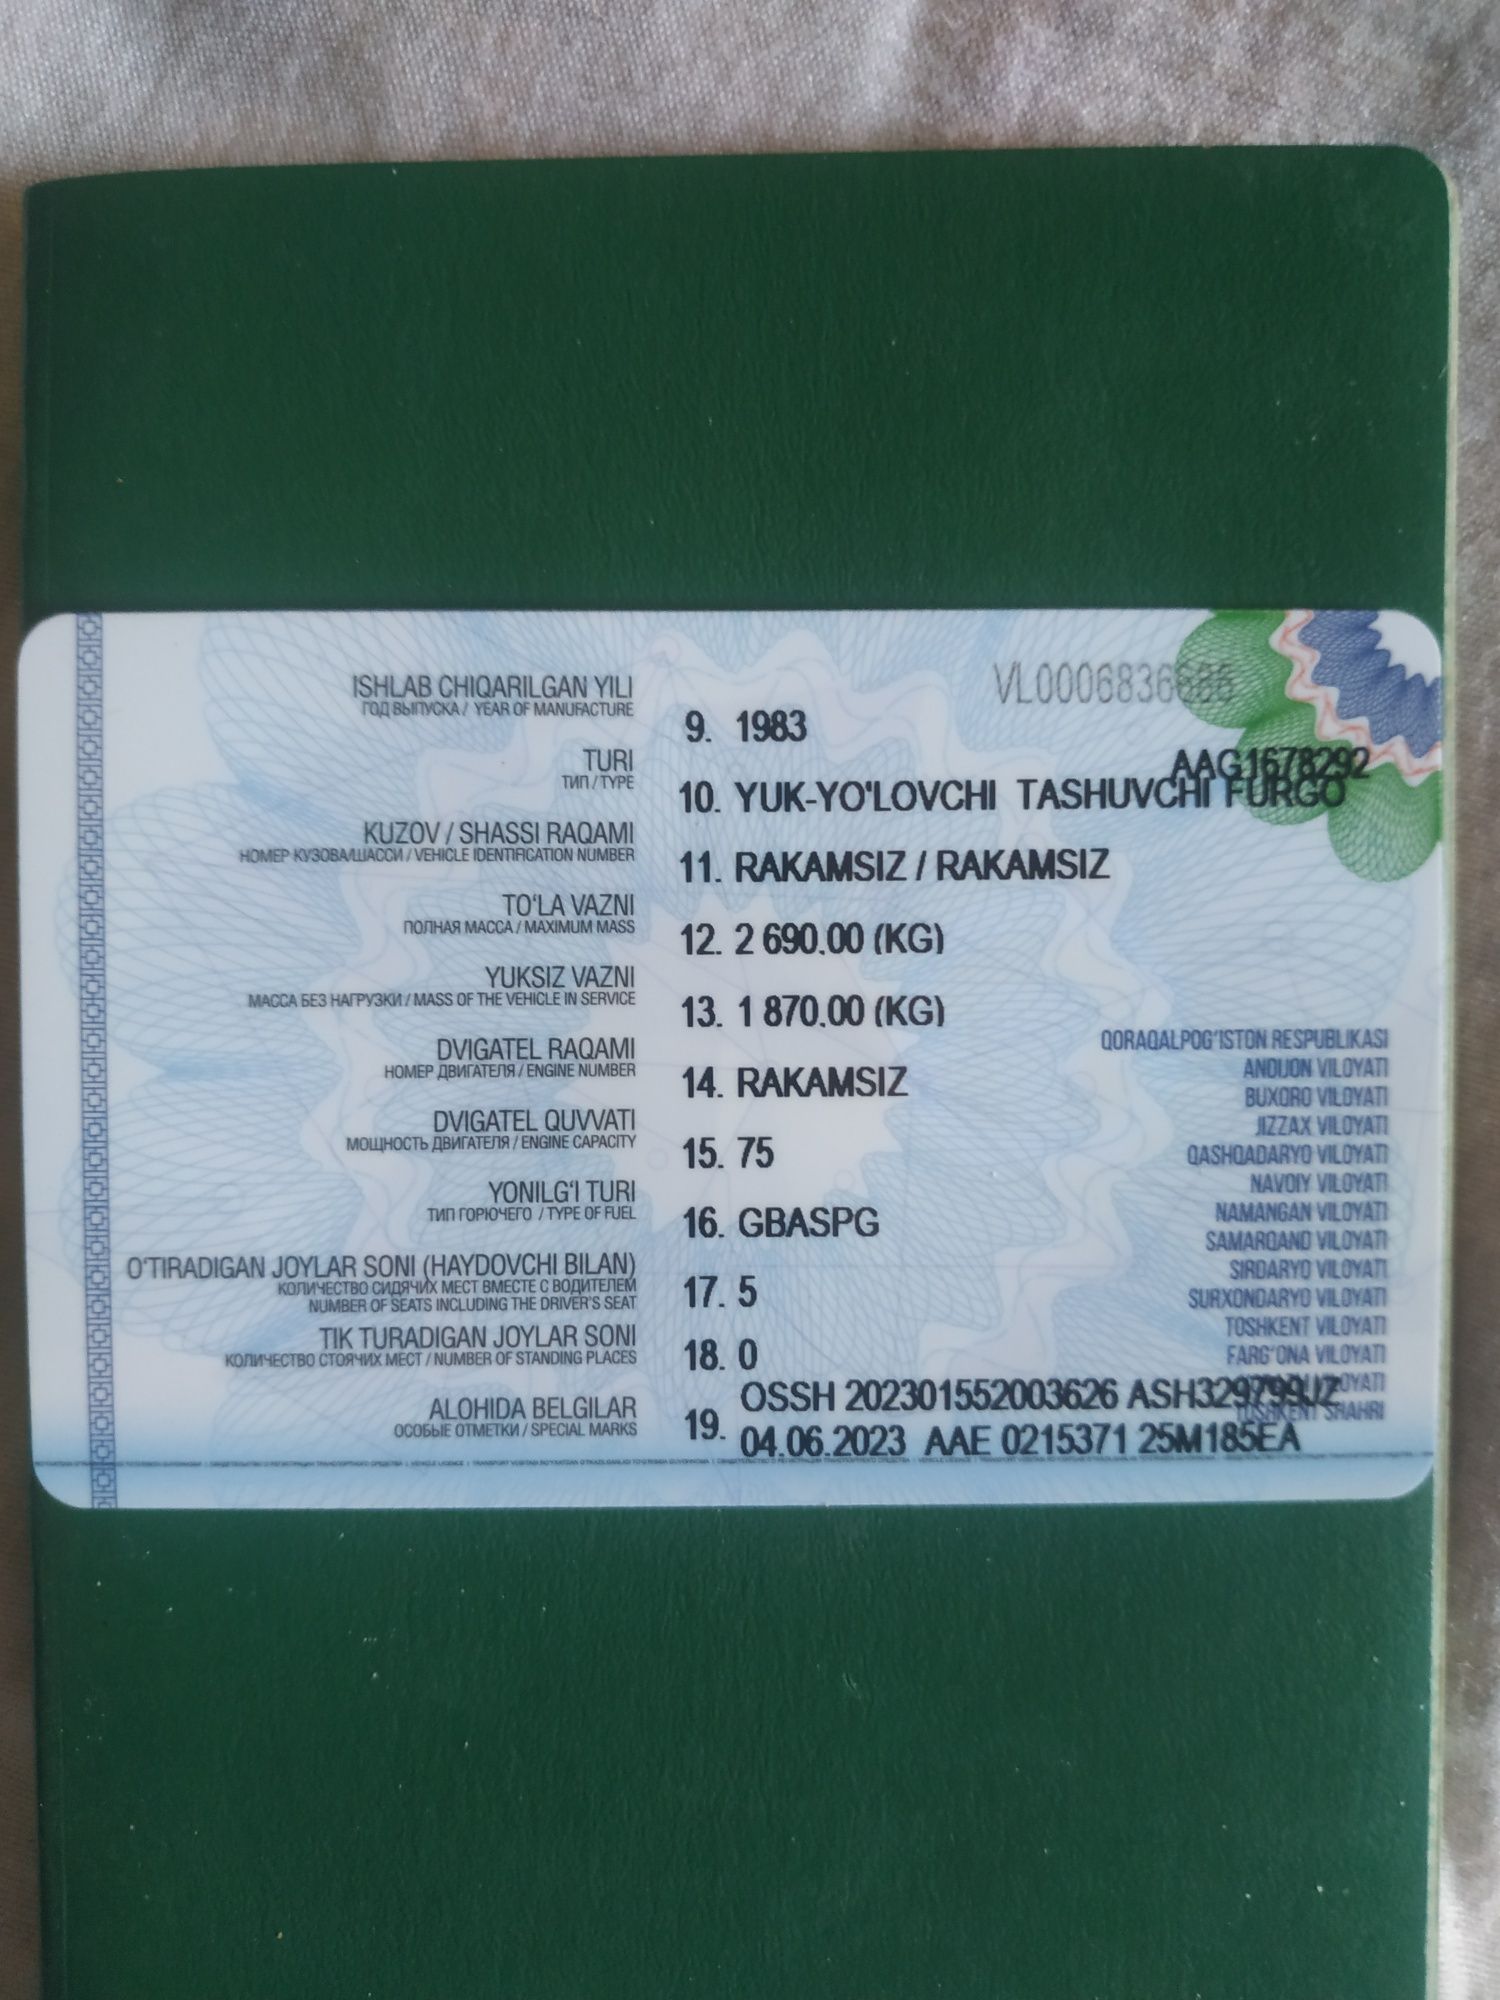 VL0006836686
ISHLAB CHIQARILGAN YILI
ГОД ВЫПУСКА / YEAR OF MANUFACTURE
9. 1983
AAG1678292
TURI
ТИП / TYPE
10. YUK-YO'LOVCHI TASHUVCHI FURGO
KUZOV / SHASSI RAQAMI
НОМЕР КУЗОВА/ШАССИ / VEHICLE IDENTIFICATION NUMBER
11. RAKAMSIZ / RAKAMSIZ
TO‘LA VAZNI
ПОЛНАЯ МАССА / MAXIMUM MASS
12. 2 690.00 (KG)
YUKSIZ VAZNI
МАССА БЕЗ НАГРУЗКИ / MASS OF THE VEHICLE IN SERVICE
13. 1 870.00 (KG)
DVIGATEL RAQAMI
НОМЕР ДВИГАТЕЛЯ / ENGINE NUMBER
14. RAKAMSIZ
DVIGATEL QUVVATI
МОЩНОСТЬ ДВИГАТЕЛЯ / ENGINE CAPACITY
15. 75
YONILG‘I TURI
ТИП ГОРЮЧЕГО / TYPE OF FUEL
16. GBASPG
O‘TIRADIGAN JOYLAR SONI (HAYDOVCHI BILAN)
КОЛИЧЕСТВО СИДЯЧИХ МЕСТ ВМЕСТЕ С ВОДИТЕЛЕМ
NUMBER OF SEATS INCLUDING THE DRIVER'S SEAT
17. 5
TIK TURADIGAN JOYLAR SONI
КОЛИЧЕСТВО СТОЯЧИХ МЕСТ / NUMBER OF STANDING PLACES
18. 0
ALOHIDA BELGILAR
ОСОБЫЕ ОТМЕТКИ / SPECIAL MARKS
19. OSSH 202301552003626 ASH329799UZ
04.06.2023 AAE 0215371 25M185EA
QORAQALPOG‘ISTON RESPUBLIKASI
ANDIJON VILOYATI
BUXORO VILOYATI
JIZZAX VILOYATI
QASHQADARYO VILOYATI
NAVOIY VILOYATI
NAMANGAN VILOYATI
SAMARQAND VILOYATI
SIRDARYO VILOYATI
SURXONDARYO VILOYATI
TOSHKENT VILOYATI
FARG‘ONA VILOYATI
VILOYATI
TOSHKENT SHAHRI